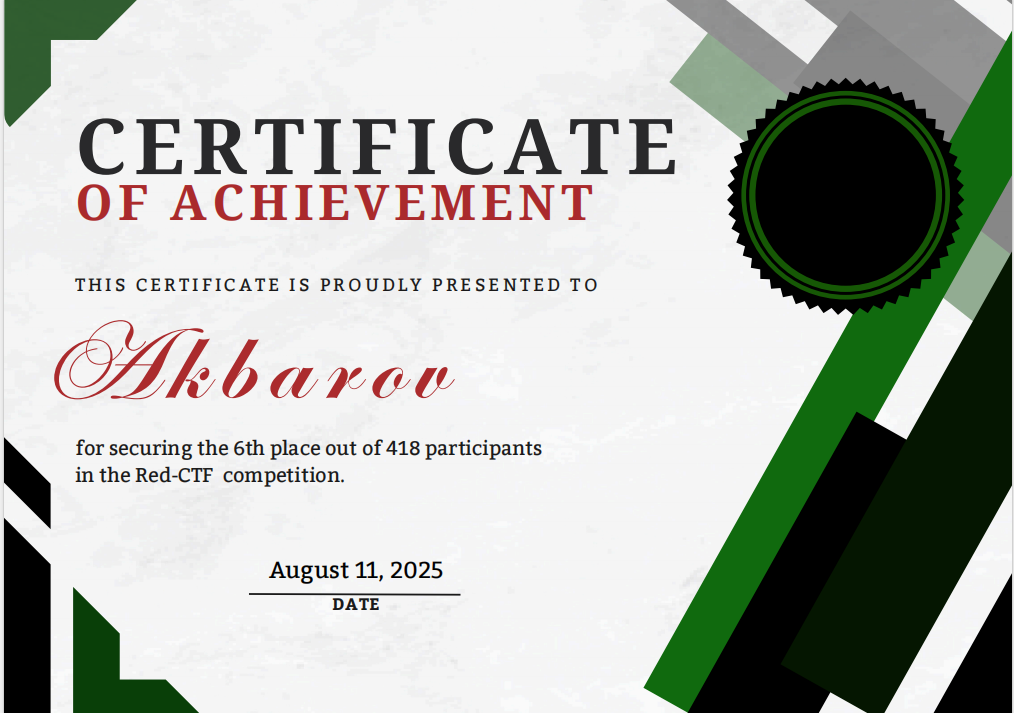 CERTIFICATE
OF ACHIEVEMENT
THIS CERTIFICATE IS PROUDLY PRESENTED TO
Akbarov
for securing the 6th place out of 418 participants
in the Red-CTF competition.
August 11, 2025
DATE